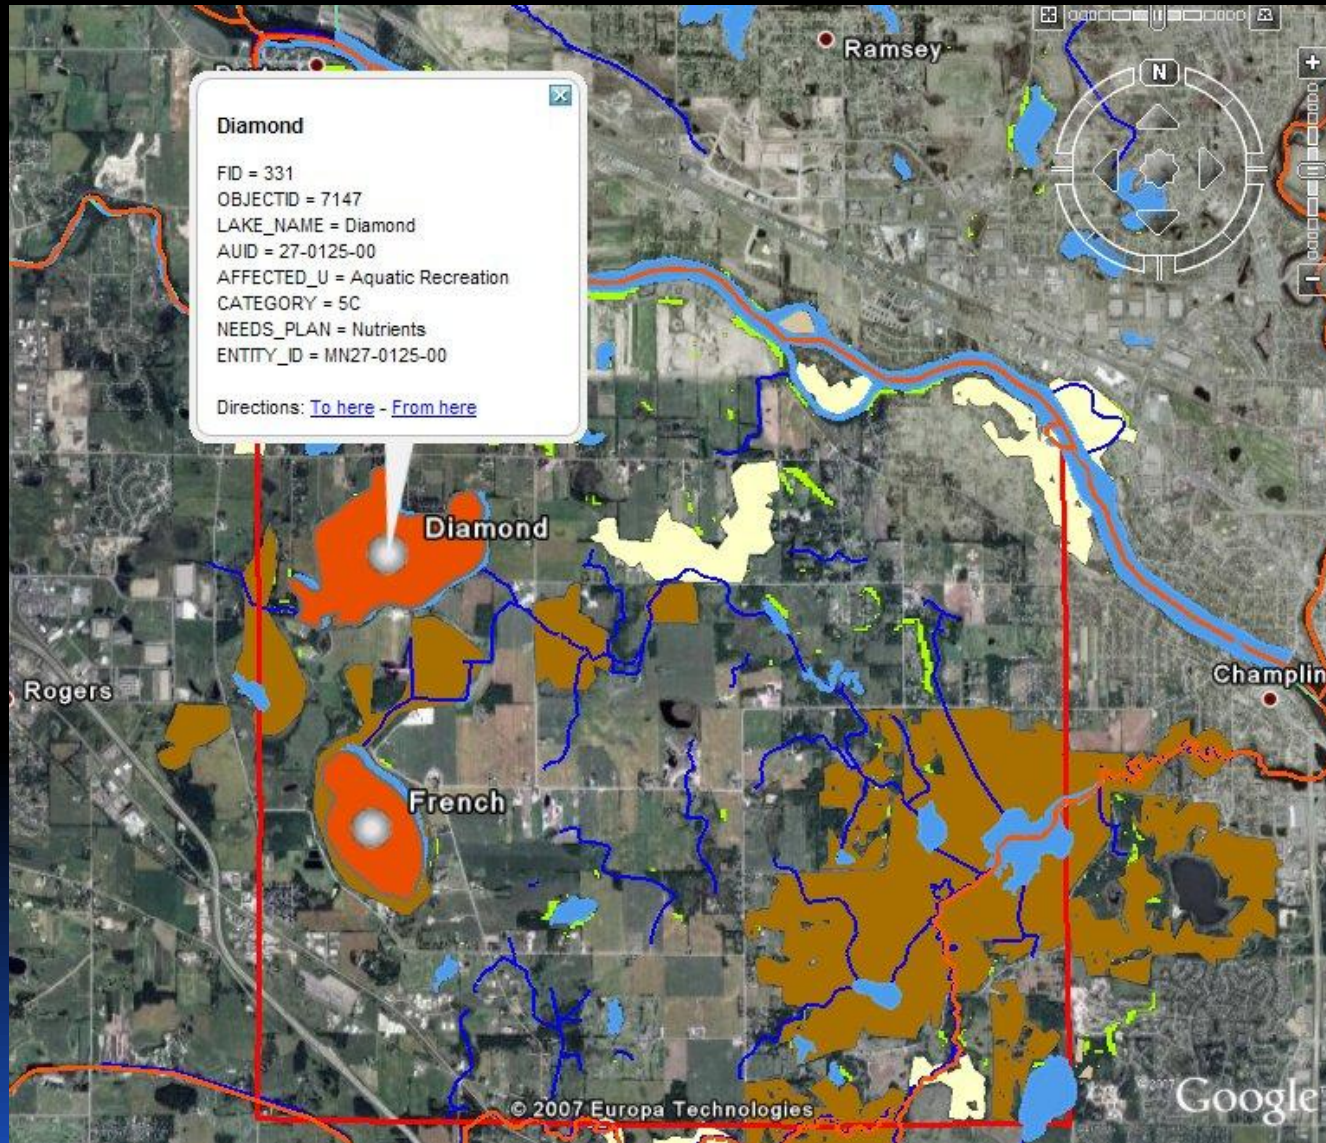 Ramsey
N
Diamond
FID = 331
OBJECTID = 7147
LAKE_NAME = Diamond
AUID = 27-0125-00
AFFECTED_U = Aquatic Recreation
CATEGORY = 5C
NEEDS_PLAN = Nutrients
ENTITY_ID = MN27-0125-00
Directions: To here - From here
Diamond
Rogers
Champlin
French
© 2007 Europa Technologies
©2007 Google